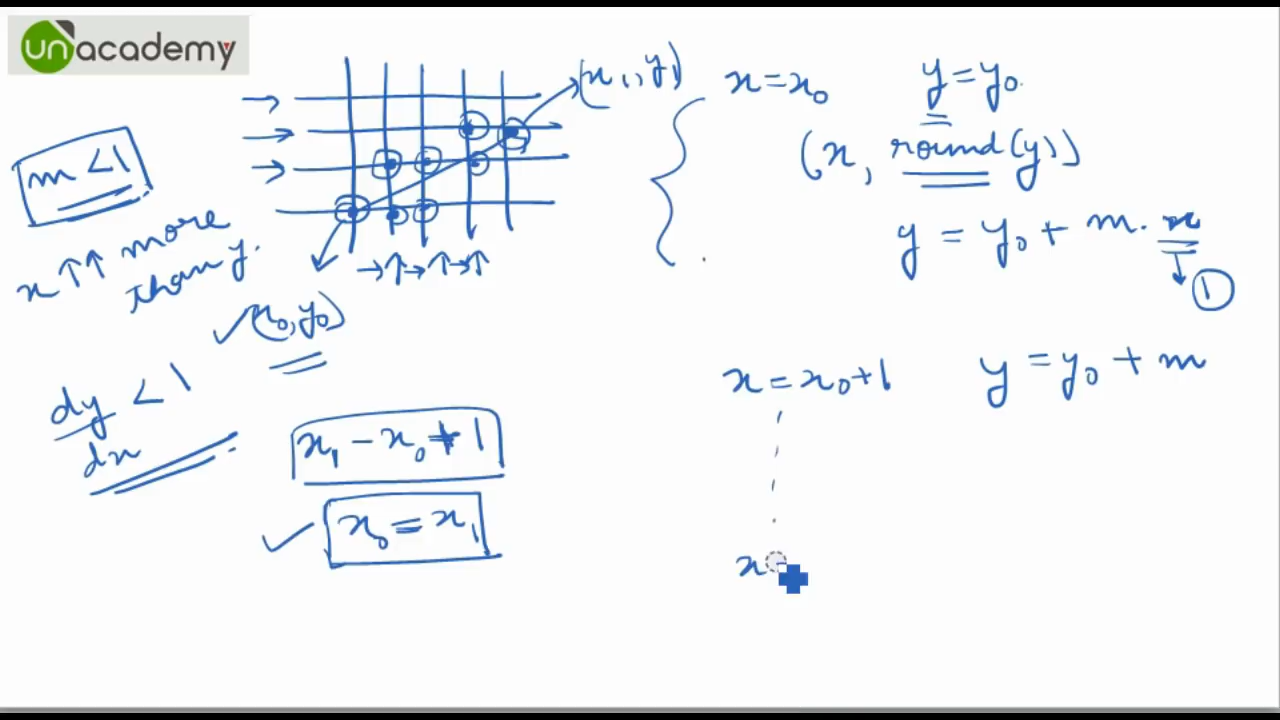 unacademy
m<1
x ↑↑ more
than y.
dy/dx < 1
(x₁, y₁)
→↑→↑→↑
✓(x₀, y₀)
x₁ - x₀ + 1
✓ x₀ = x₁
x = x₀ y = y₀.
(x, round(y))
y = y₀ + m. x
↓ 1
x = x₀+1 y = y₀ + m
x